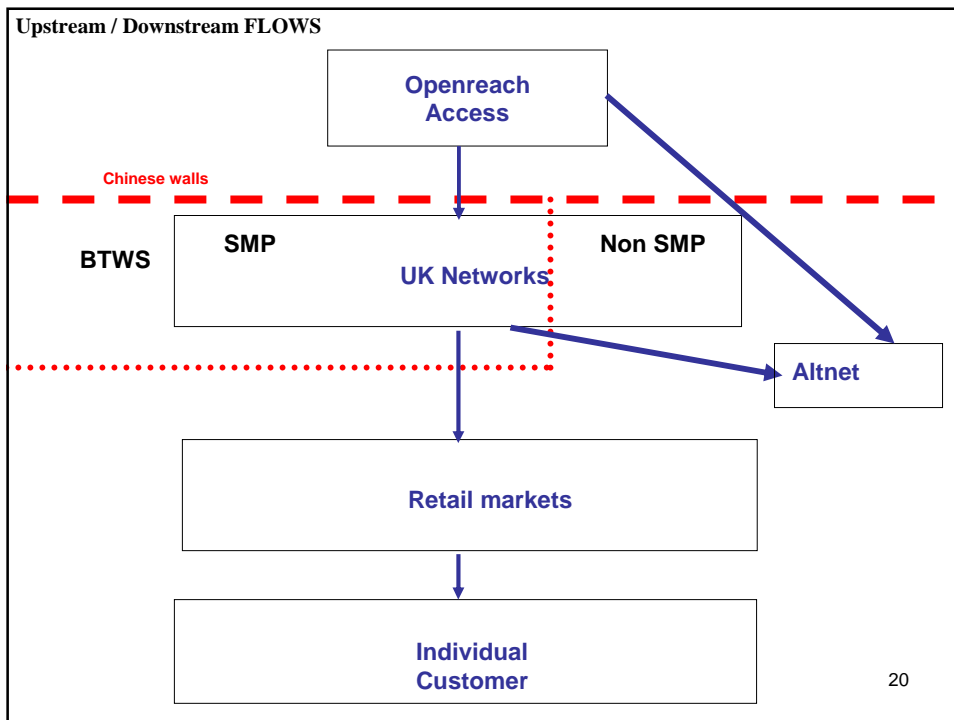 Upstream / Downstream FLOWS
Openreach
Access
Chinese walls
BTWS
SMP
Non SMP
UK Networks
Altnet
Retail markets
Individual
Customer
20